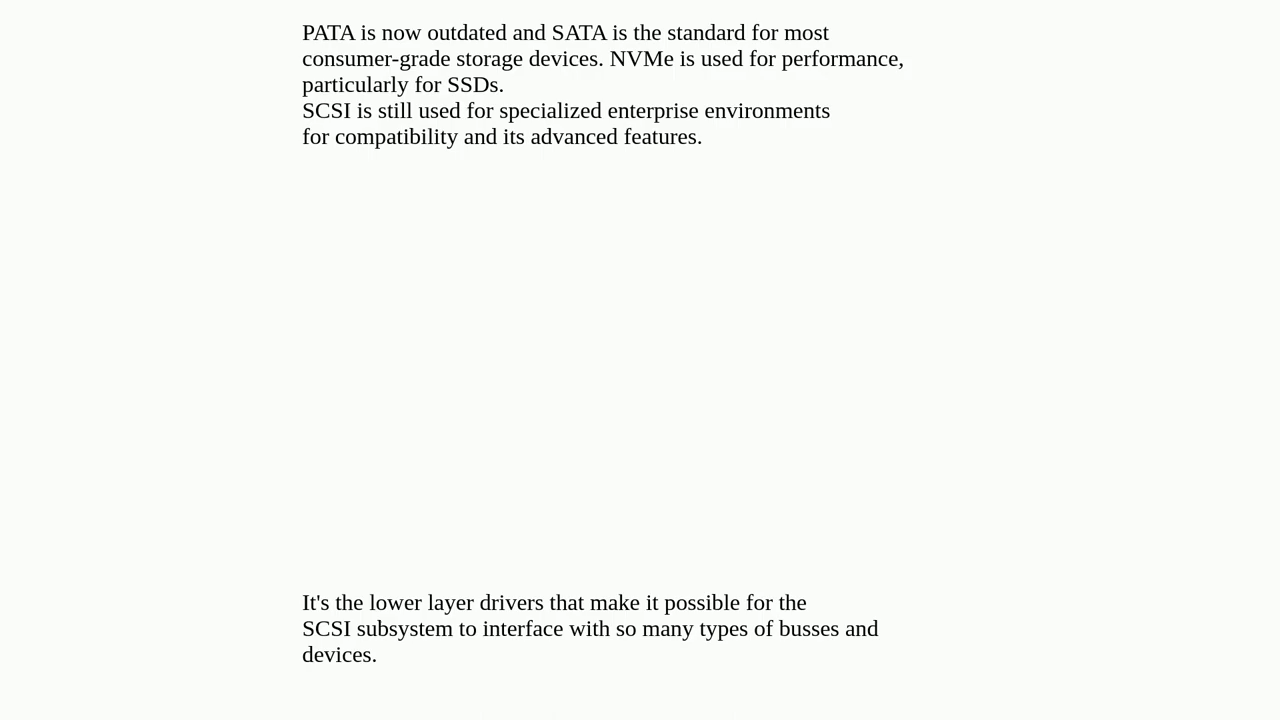 PATA is now outdated and SATA is the standard for most
consumer-grade storage devices. NVMe is used for performance,
particularly for SSDs.
SCSI is still used for specialized enterprise environments
for compatibility and its advanced features.
It's the lower layer drivers that make it possible for the
SCSI subsystem to interface with so many types of busses and
devices.